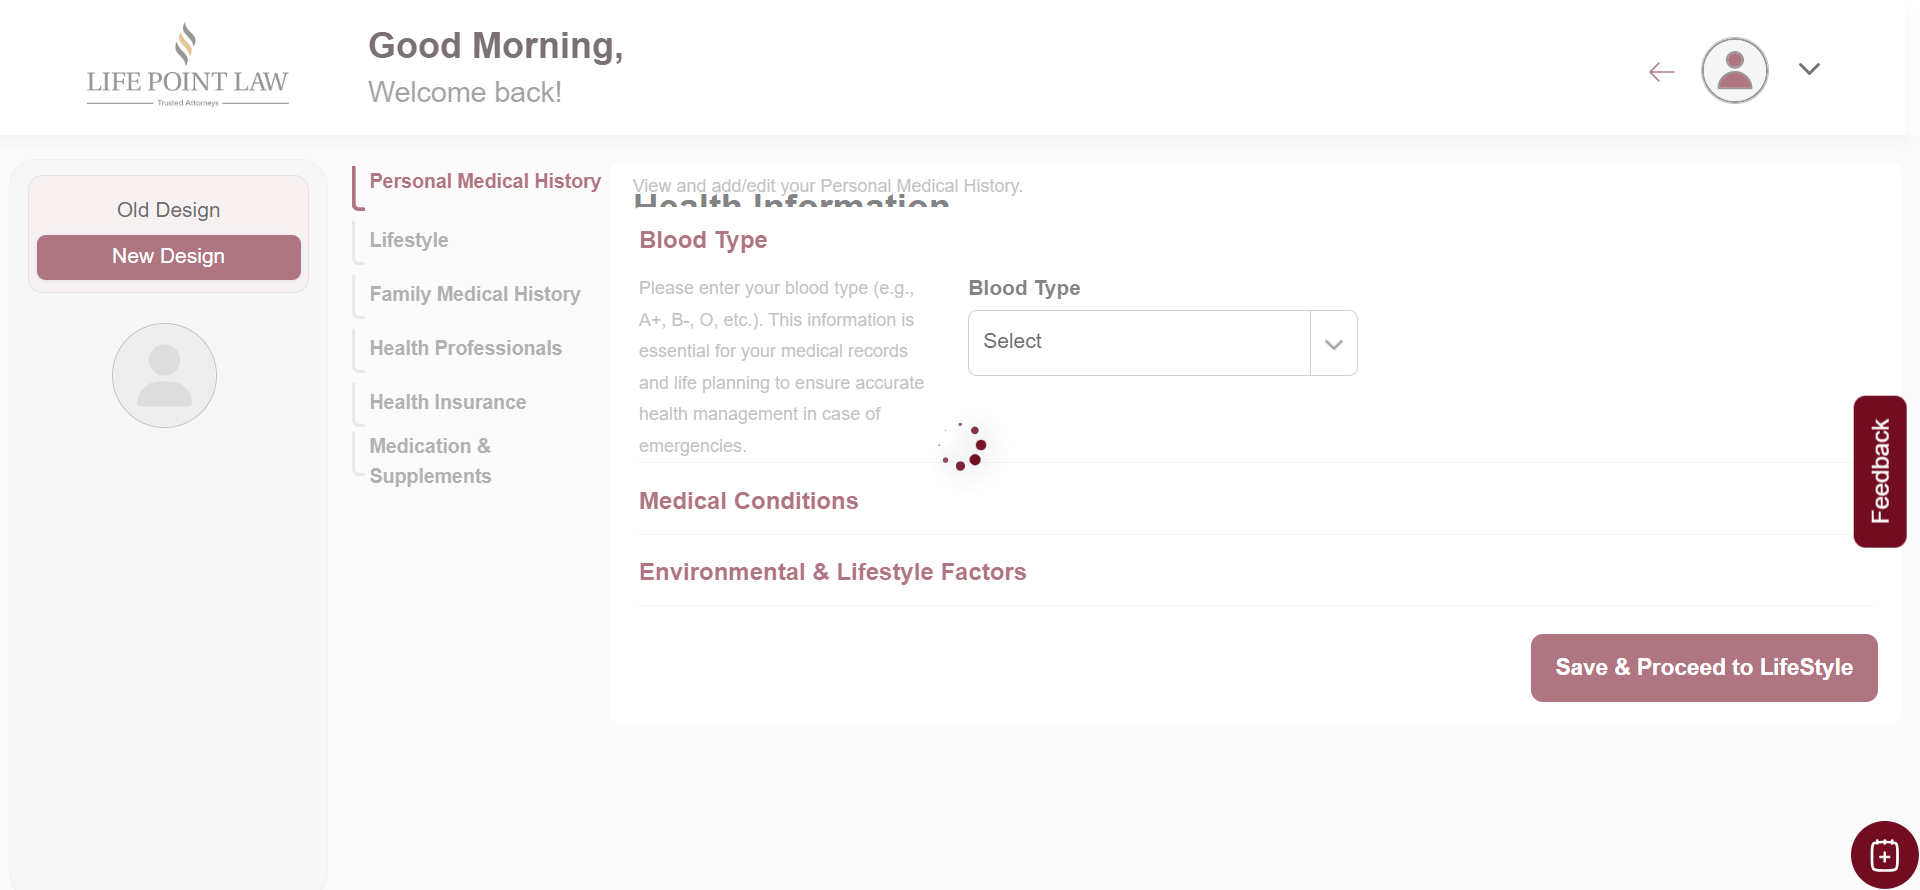 LIFE POINT LAW
Trusted Attorneys
Good Morning,
Welcome back!
Old Design
New Design
Personal Medical History
Lifestyle
Family Medical History
Health Professionals
Health Insurance
Medication &
Supplements
View and add/edit your Personal Medical History.
Health Information
Blood Type
Please enter your blood type (e.g.,
A+, B-, O, etc.). This information is
essential for your medical records
and life planning to ensure accurate
health management in case of
emergencies.
Blood Type
Select
Medical Conditions
Environmental & Lifestyle Factors
Save & Proceed to LifeStyle
Feedback